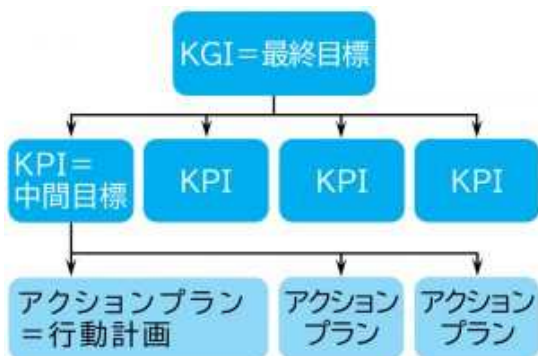 KGI＝最終目標
KPI＝
中間目標
KPI
KPI
KPI
アクションプラン
＝行動計画
アクション
プラン
アクション
プラン